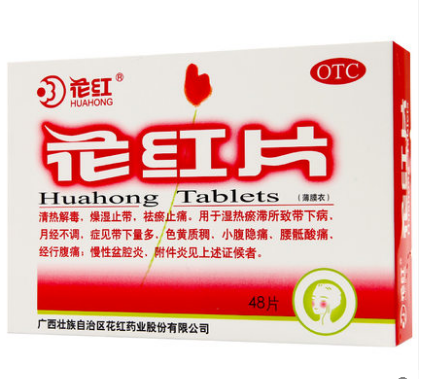 花红®
HUAHONG
OTC
花红片
Huahong Tablets (薄膜衣)
清热解毒，燥湿止带，祛瘀止痛。用于湿热瘀滞所致带下病、
月经不调，症见带下量多、色黄质稠、小腹隐痛、腰骶酸痛、
经行腹痛；慢性盆腔炎、附件炎见上述证候者。
48片
广西壮族自治区花红药业股份有限公司